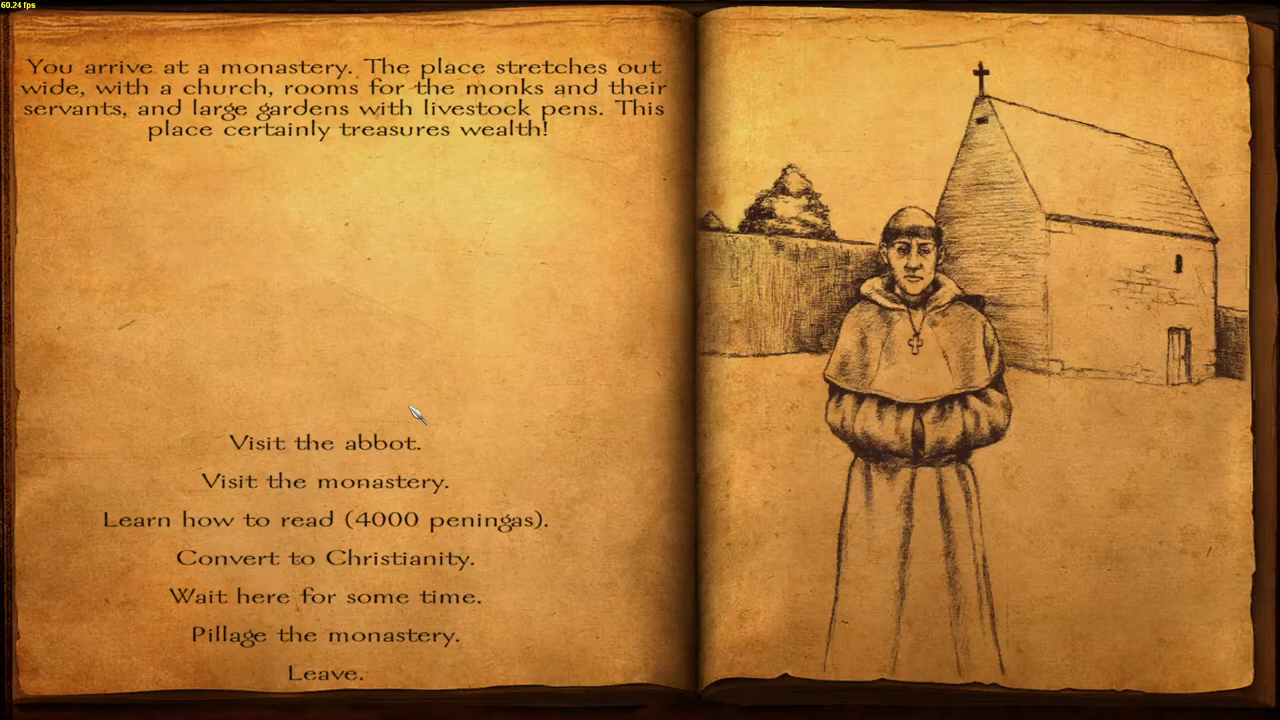 60.24 fps
You arrive at a monastery. The place stretches out
wide, with a church, rooms for the monks and their
servants, and large gardens with livestock pens. This
place certainly treasures wealth!
Visit the abbot.
Visit the monastery.
Learn how to read (4000 peningas).
Convert to Christianity.
Wait here for some time.
Pillage the monastery.
Leave.